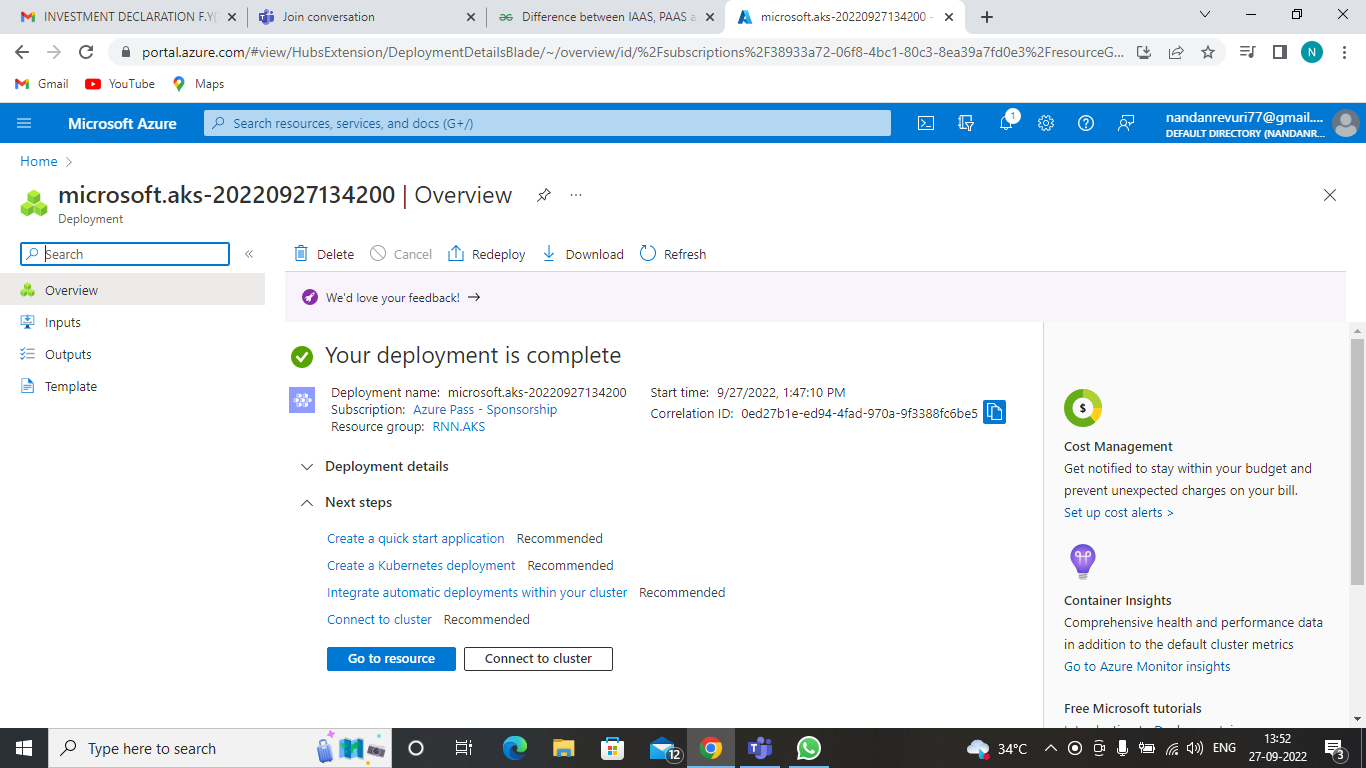 INVESTMENT DECLARATION F.Y(
Join conversation
Difference between IAAS, PAAS a
microsoft.aks-20220927134200 -
portal.azure.com/#view/HubsExtension/DeploymentDetailsBlade/~/overview/id/%2Fsubscriptions%2F38933a72-06f8-4bc1-80c3-8ea39a7fd0e3%2FresourceG...
N
Gmail
YouTube
Maps
Microsoft Azure
Search resources, services, and docs (G+/)
1
nandanrevuri77@gmail....
DEFAULT DIRECTORY (NANDANR...
Home
microsoft.aks-20220927134200 | Overview
Deployment
Search
Overview
Inputs
Outputs
Template
Delete
Cancel
Redeploy
Download
Refresh
We'd love your feedback!
Your deployment is complete
Deployment name: microsoft.aks-20220927134200
Subscription: Azure Pass - Sponsorship
Resource group: RNN.AKS
Start time: 9/27/2022, 1:47:10 PM
Correlation ID: 0ed27b1e-ed94-4fad-970a-9f3388fc6be5
Deployment details
Next steps
Create a quick start application Recommended
Create a Kubernetes deployment Recommended
Integrate automatic deployments within your cluster Recommended
Connect to cluster Recommended
Go to resource
Connect to cluster
$
Cost Management
Get notified to stay within your budget and
prevent unexpected charges on your bill.
Set up cost alerts >
Container Insights
Comprehensive health and performance data
in addition to the default cluster metrics
Go to Azure Monitor insights
Free Microsoft tutorials
Type here to search
12
34°C
ENG
13:52
27-09-2022
3